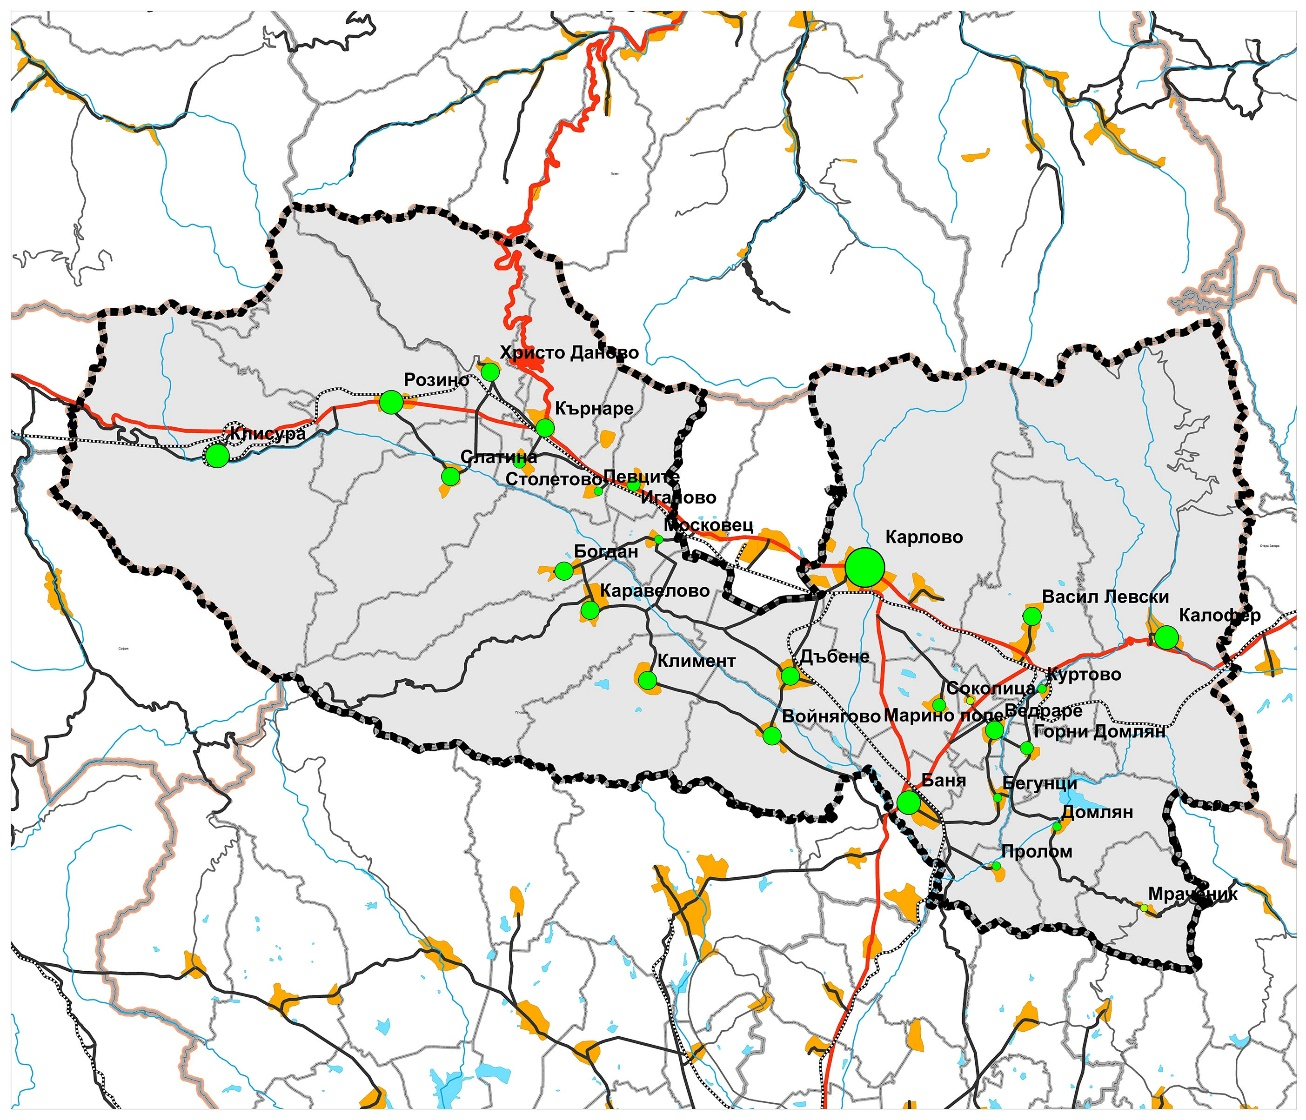 Христо Даново
Розино
Кърнаре
Клисура
Слатина
Столетово
Певците
Иганово
Московец
Карлово
Богдан
Каравелово
Васил Левски
Калофер
Климент
Дъбене
Куртово
Соколица
Войнягово
Марино поле
Ведраре
Горни Домлян
Баня
Бегунци
Домлян
Пролом
Мраченик